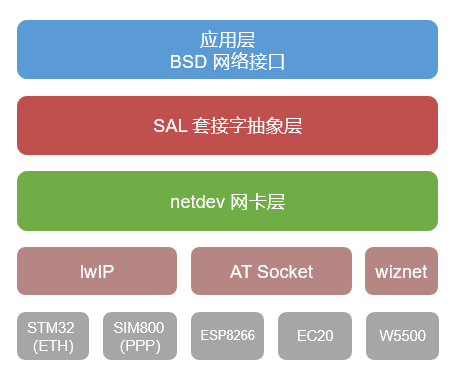 应用层
BSD 网络接口
SAL 套接字抽象层
netdev 网卡层
lwIP
AT Socket
wiznet
STM32
(ETH)
SIM800
(PPP)
ESP8266
EC20
W5500